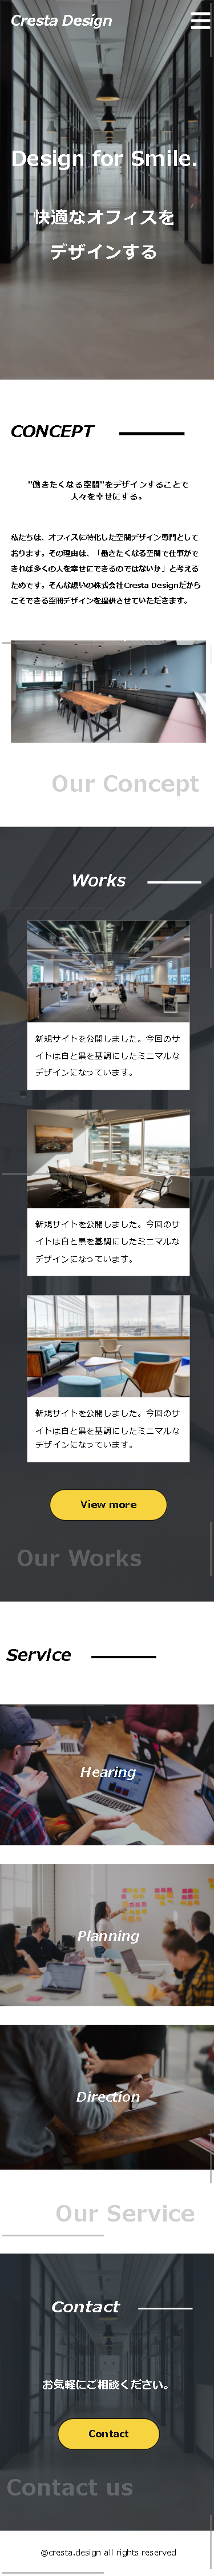 Cresta Design
Design for Smile.
快適なオフィスを
デザインする
CONCEPT
"働きたくなる空間"をデザインすることで
人々を幸せにする。
私たちは、オフィスに特化した空間デザイン専門として
おります。その理由は、「働きたくなる空間で仕事がで
きれば多くの人を幸せにできるのではないか」と考える
ためです。そんな想いの株式会社Cresta Designだから
こそできる空間デザインを提供させていただきます。
Our Concept
Works
新規サイトを公開しました。今回のサ
イトは白と黒を基調にしたミニマルな
デザインになっています。
新規サイトを公開しました。今回のサ
イトは白と黒を基調にしたミニマルな
デザインになっています。
新規サイトを公開しました。今回のサ
イトは白と黒を基調にしたミニマルな
デザインになっています。
View more
Our Works
Service
Hearing
Planning
Direction
Our Service
Contact
お気軽にご相談ください。
Contact
Contact us
©cresta.design all rights reserved